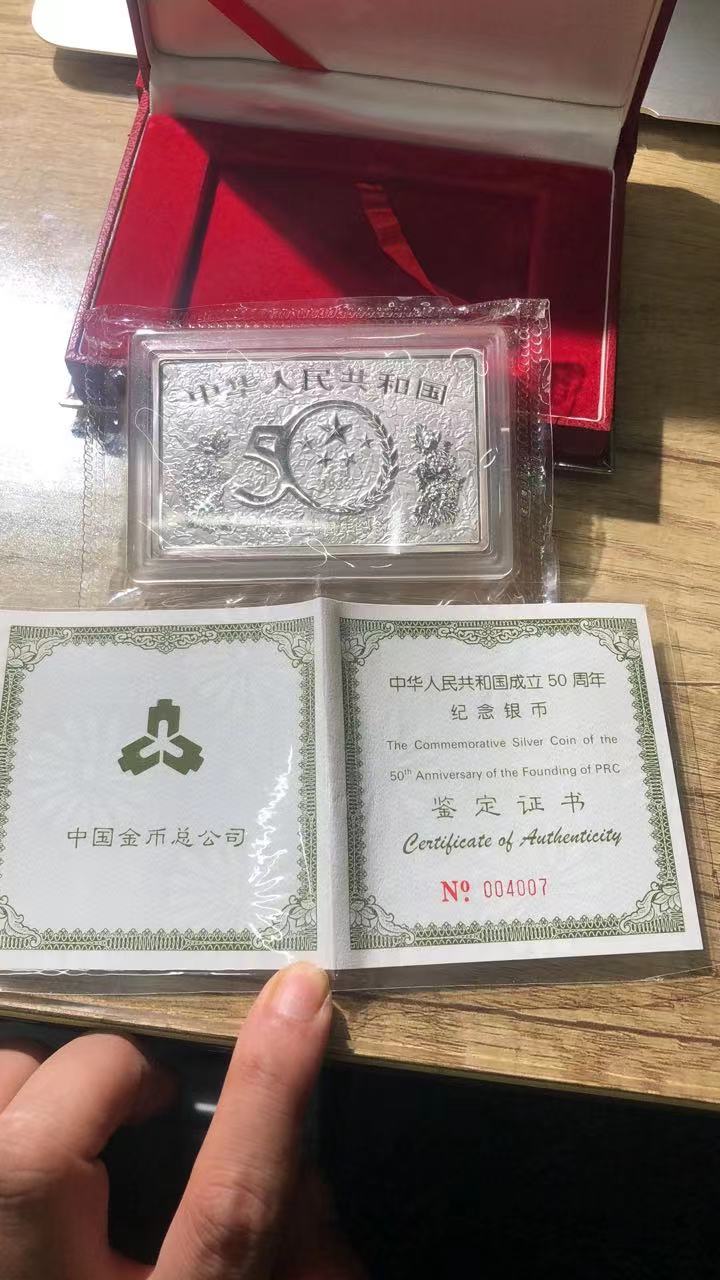 中华人民共和国
50
中国金币总公司
中华人民共和国成立 50 周年
纪念银币
The Commemorative Silver Coin of the
50th Anniversary of the Founding of PRC
鉴定证书
Certificate of Authenticity
No. 004007